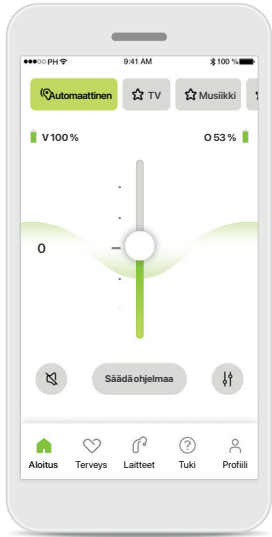 PH 9:41 AM 100 %
Automaattinen TV Musiikki
V 100 % O 53 %
0
Säädä ohjelmaa
Aloitus Terveys Laitteet Tuki Profiili